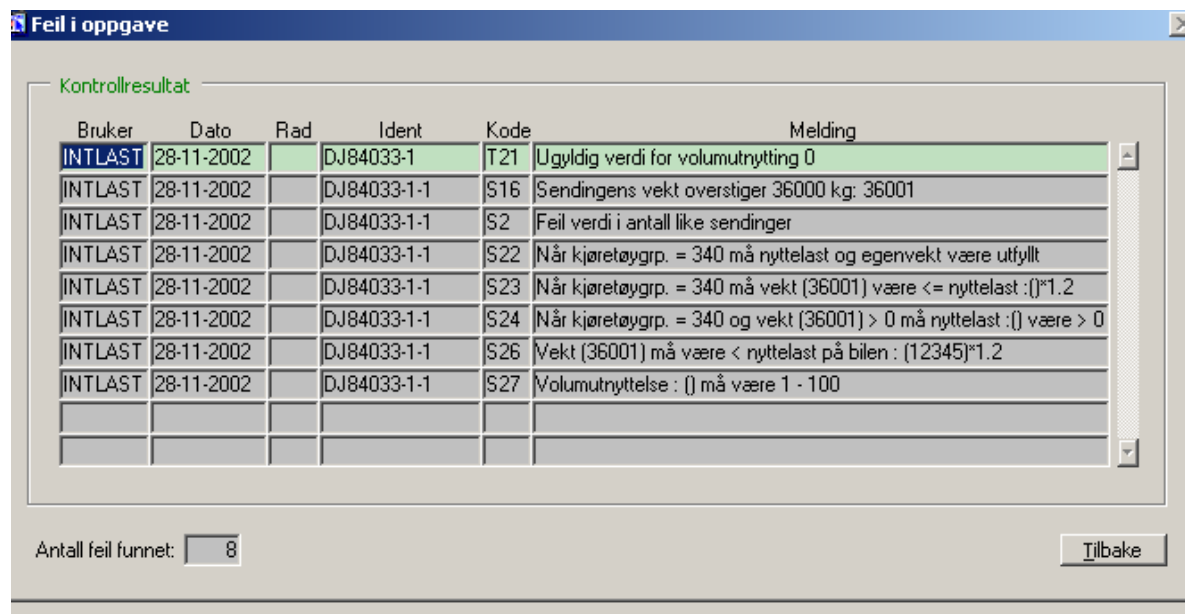 Feil i oppgave
Kontrollresultat
Bruker Dato Rad Ident Kode Melding
INTLAST 28-11-2002 DJ84033-1 T21 Ugyldig verdi for volumutnytting 0
INTLAST 28-11-2002 DJ84033-1-1 S16 Sendingens vekt overstiger 36000 kg: 36001
INTLAST 28-11-2002 DJ84033-1-1 S2 Feil verdi i antall like sendinger
INTLAST 28-11-2002 DJ84033-1-1 S22 Når kjøretøygrp. = 340 må nyttelast og egenvekt være utfyllt
INTLAST 28-11-2002 DJ84033-1-1 S23 Når kjøretøygrp. = 340 må vekt (36001) være <= nyttelast :()*1.2
INTLAST 28-11-2002 DJ84033-1-1 S24 Når kjøretøygrp. = 340 og vekt (36001) > 0 må nyttelast :() være > 0
INTLAST 28-11-2002 DJ84033-1-1 S26 Vekt (36001) må være < nyttelast på bilen : (12345)*1.2
INTLAST 28-11-2002 DJ84033-1-1 S27 Volumutnyttelse : () må være 1 - 100
Antall feil funnet: 8 Tilbake